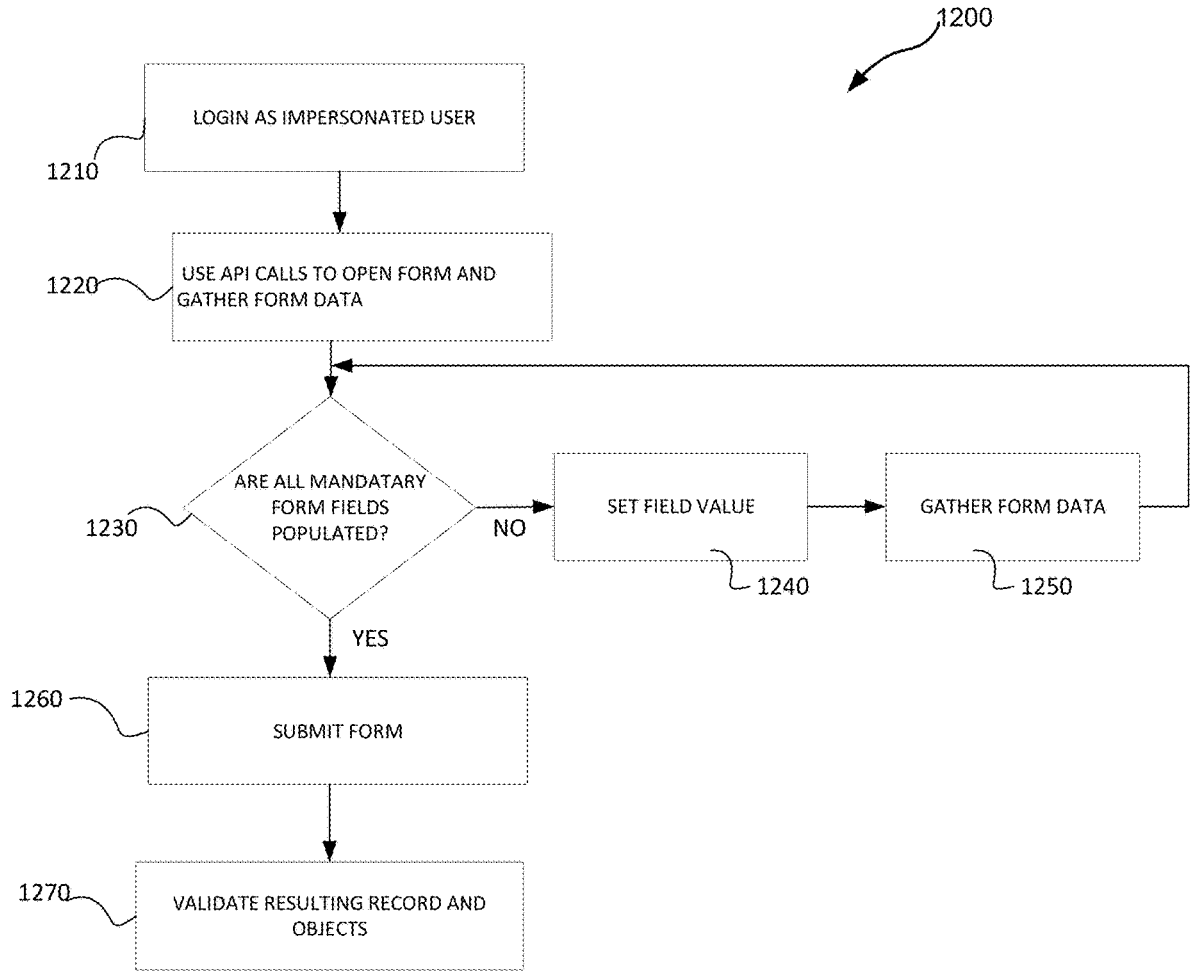 1200
LOGIN AS IMPERSONATED USER
1210
USE API CALLS TO OPEN FORM AND
GATHER FORM DATA
1220
ARE ALL MANDATARY
FORM FIELDS
POPULATED?
1230
NO
SET FIELD VALUE
1240
GATHER FORM DATA
1250
YES
SUBMIT FORM
1260
VALIDATE RESULTING RECORD AND
OBJECTS
1270